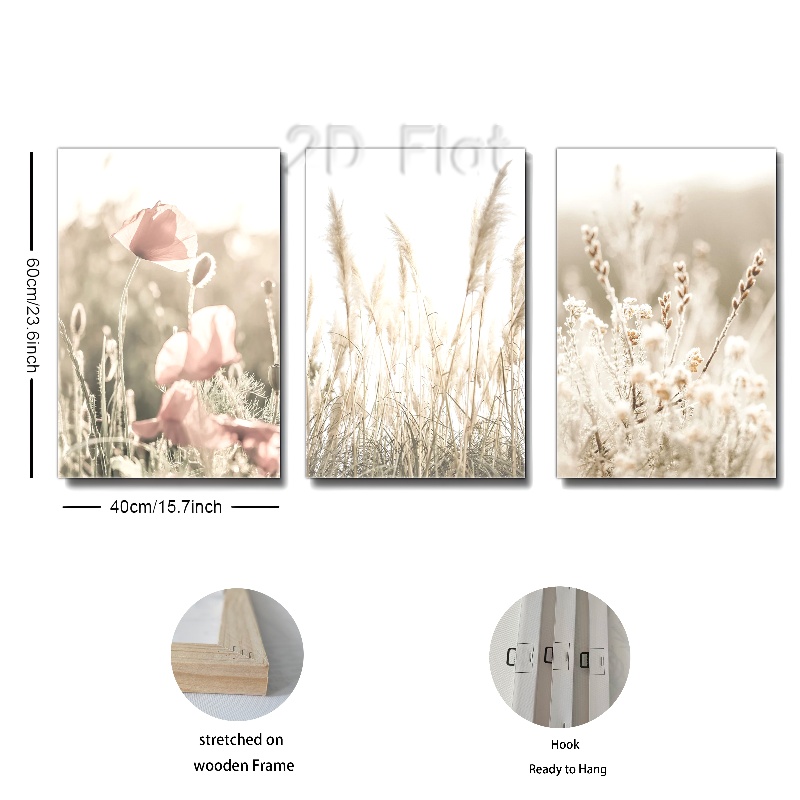 2D Flat
60cm/23.6inch
40cm/15.7inch
stretched on
wooden Frame
Hook
Ready to Hang